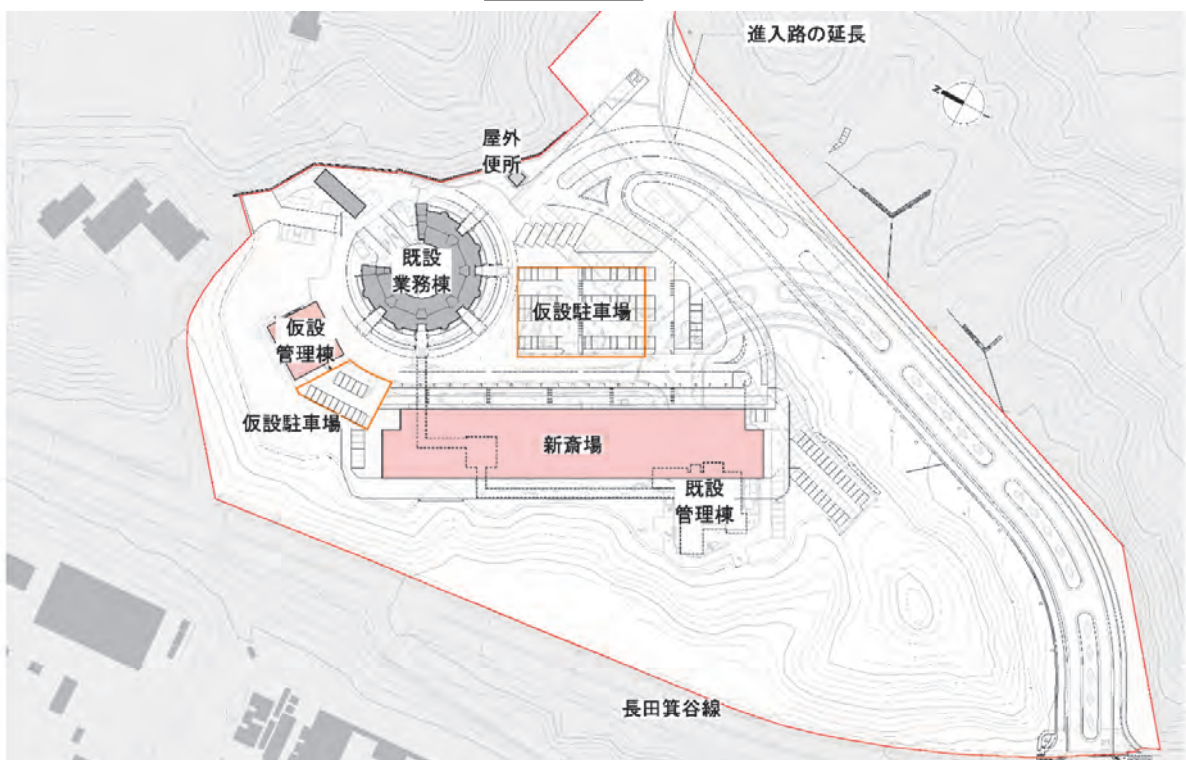 進入路の延長
N
屋外
便所
既設
業務棟
仮設駐車場
仮設
管理棟
仮設駐車場
新斎場
既設
管理棟
長田箕谷線